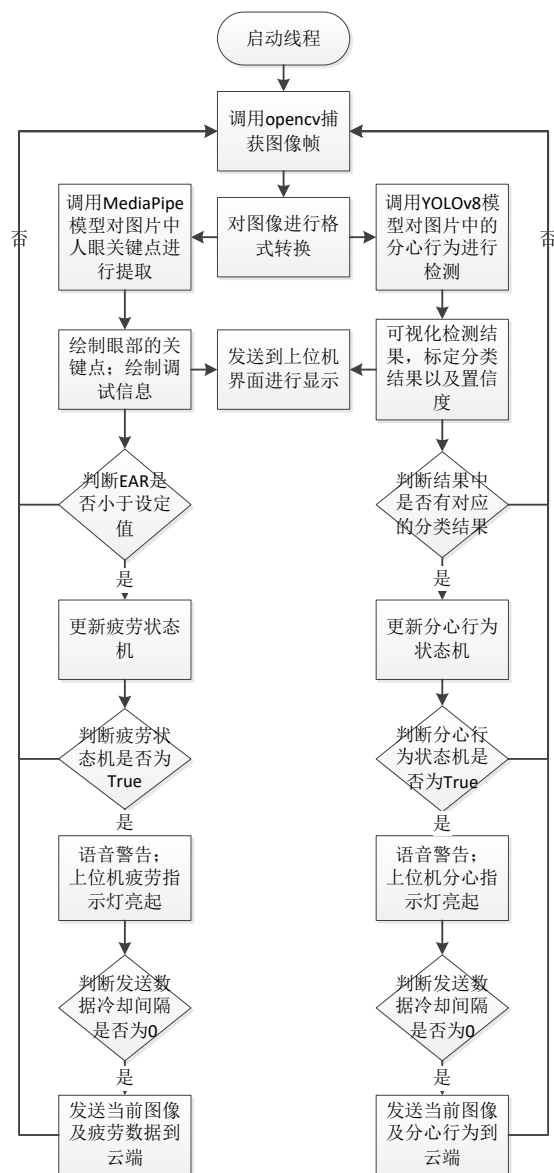 启动线程
调用opencv捕
获图像帧
否
调用MediaPipe
模型对图片中
人眼关键点进
行提取
对图像进行格
式转换
调用YOLOv8模
型对图片中的
分心行为进行
检测
否
绘制眼部的关
键点；绘制调
试信息
发送到上位机
界面进行显示
可视化检测结
果，标定分类
结果以及置信
度
判断EAR是
否小于设定
值
判断结果中
是否有对应
的分类结果
是
是
更新疲劳状态
机
更新分心行为
状态机
判断疲劳状
态机是否为
True
判断分心行
为状态机是
否为True
是
是
语音警告；
上位机疲劳指
示灯亮起
语音警告；
上位机分心指
示灯亮起
判断发送数
据冷却间隔
是否为0
判断发送数
据冷却间隔
是否为0
是
是
发送当前图像
及疲劳数据到
云端
发送当前图像
及分心行为到
云端